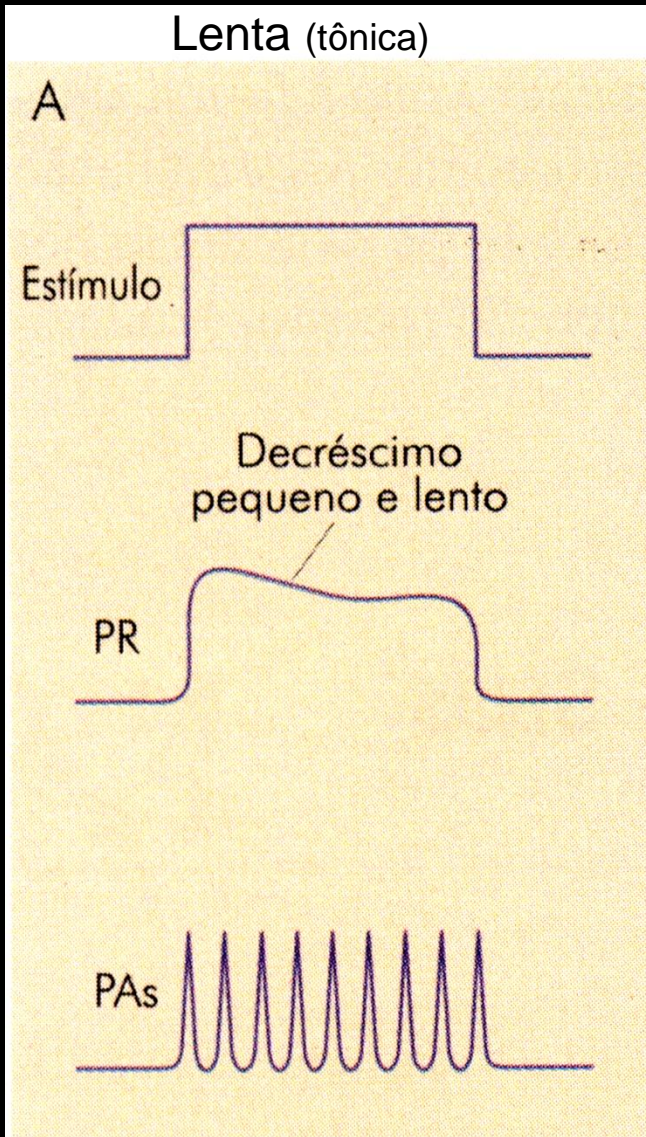 Lenta (tônica)
A
Estímulo
Decréscimo
pequeno e lento
PR
PAs